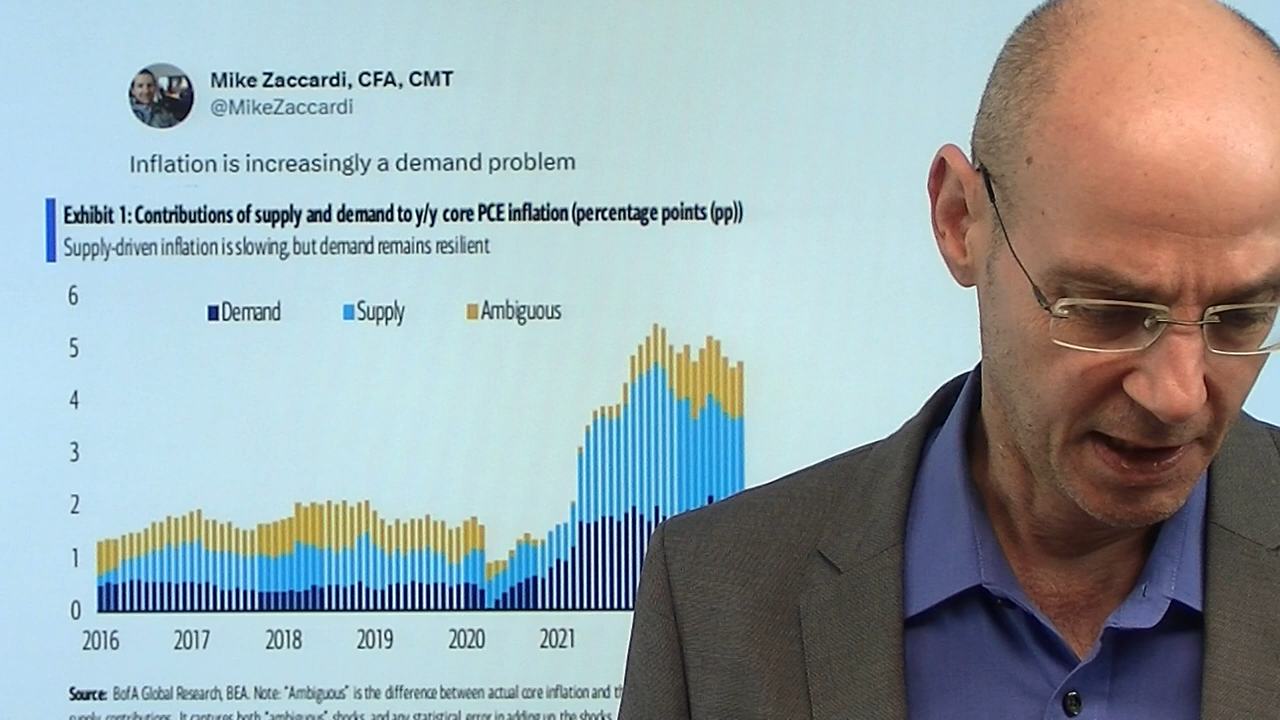 Mike Zaccardi, CFA, CMT
@MikeZaccardi
Inflation is increasingly a demand problem
Exhibit 1: Contributions of supply and demand to y/y core PCE inflation (percentage points (pp))
Supply-driven inflation is slowing, but demand remains resilient
6
Demand Supply Ambiguous
5
4
3
2
1
0
2016 2017 2018 2019 2020 2021
Source: BofA Global Research, BEA. Note: "Ambiguous" is the difference between actual core inflation and
supply contributions. It captures both "ambiguous" shocks, and any statistical error in adding up the shocks.